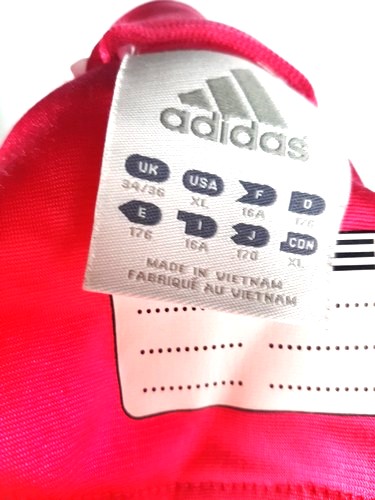 adidas
UK USA F D
34/36 XL 16A 176
E I J CDN
176 16A 170 XL
MADE IN VIETNAM
FABRIQUÉ AU VIETNAM